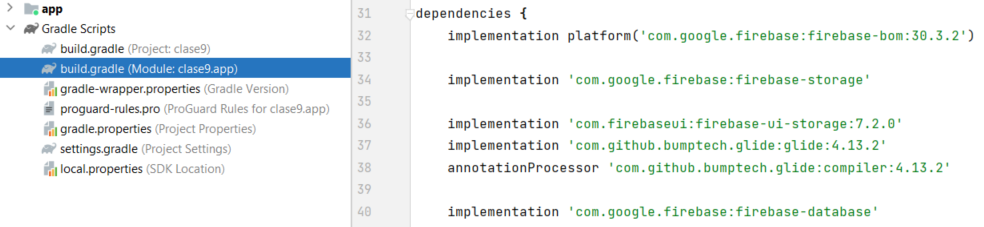 app
Gradle Scripts
build.gradle (Project: clase9)
build.gradle (Module: clase9.app)
gradle-wrapper.properties (Gradle Version)
proguard-rules.pro (ProGuard Rules for clase9.app)
gradle.properties (Project Properties)
settings.gradle (Project Settings)
local.properties (SDK Location)
31 dependencies {
32 implementation platform('com.google.firebase:firebase-bom:30.3.2')
33
34 implementation 'com.google.firebase:firebase-storage'
35
36 implementation 'com.firebaseui:firebase-ui-storage:7.2.0'
37 implementation 'com.github.bumptech.glide:glide:4.13.2'
38 annotationProcessor 'com.github.bumptech.glide:compiler:4.13.2'
39
40 implementation 'com.google.firebase:firebase-database'